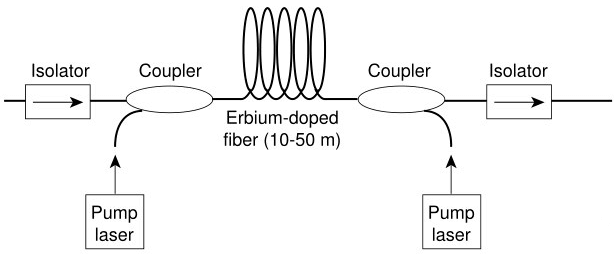 Isolator
Coupler
Coupler
Isolator
Erbium-doped
fiber (10-50 m)
Pump
laser
Pump
laser